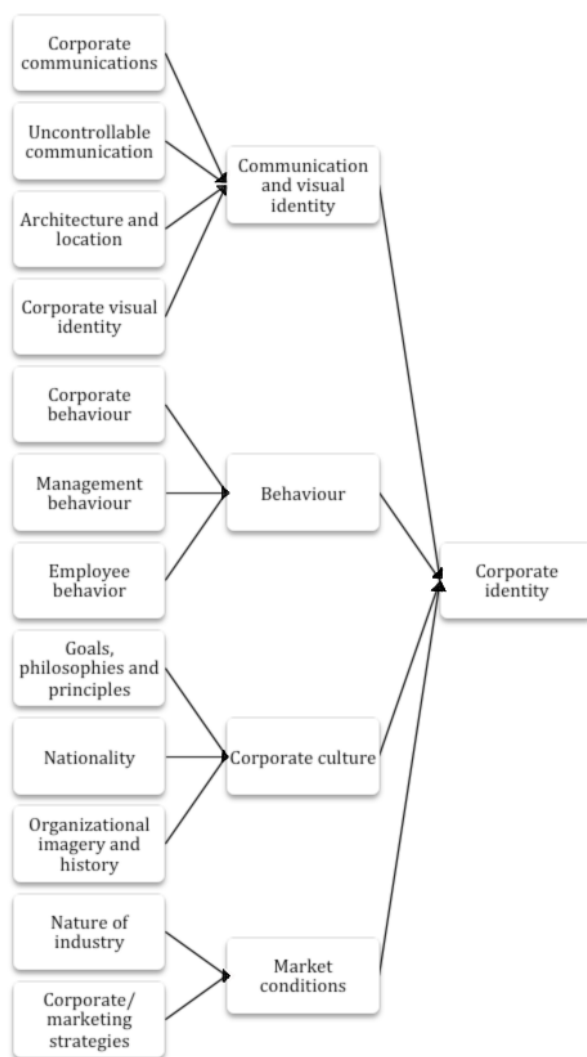 Corporate
communications
Uncontrollable
communication
Architecture and
location
Corporate visual
identity
Corporate
behaviour
Management
behaviour
Employee
behavior
Goals,
philosophies and
principles
Nationality
Organizational
imagery and
history
Nature of
industry
Corporate/
marketing
strategies
Communication
and visual
identity
Behaviour
Corporate culture
Market
conditions
Corporate
identity